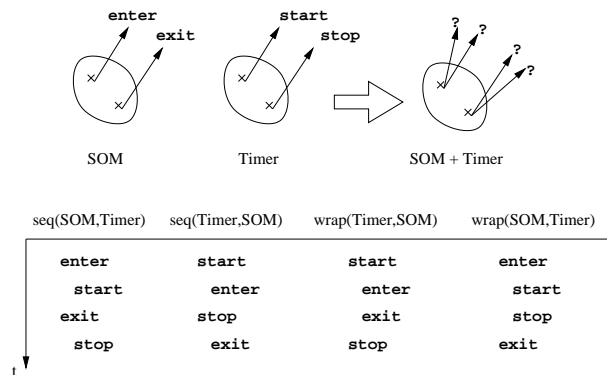 enter
exit
start
stop
?
?
?
?
SOM
Timer
SOM + Timer
seq(SOM,Timer) seq(Timer,SOM) wrap(Timer,SOM) wrap(SOM,Timer)
enter start start enter
start enter enter start
exit stop exit stop
stop exit stop exit
t